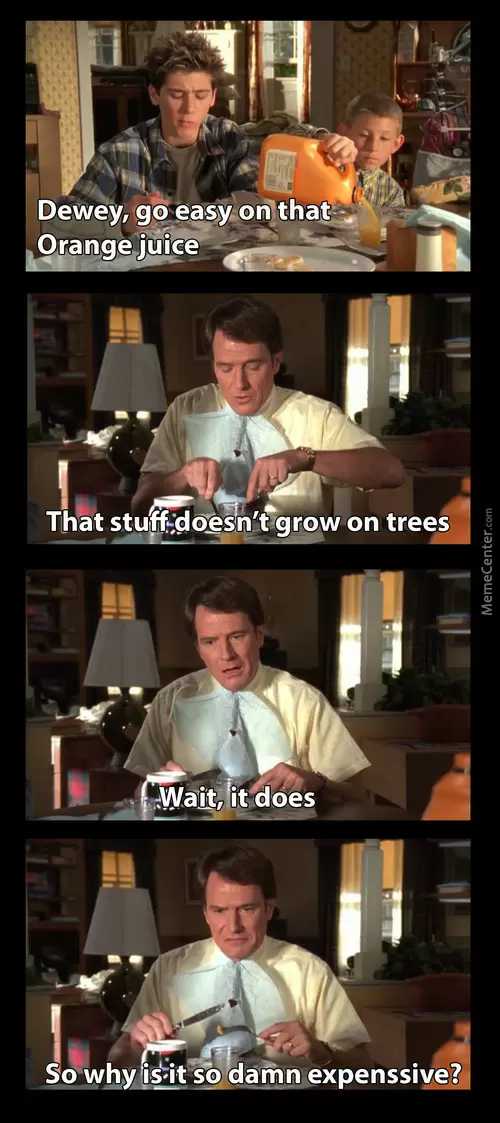 Dewey, go easy on that
Orange juice
That stuff doesn't grow on trees
Wait, it does
So why is it so damn expenssive?
MemeCenter.com